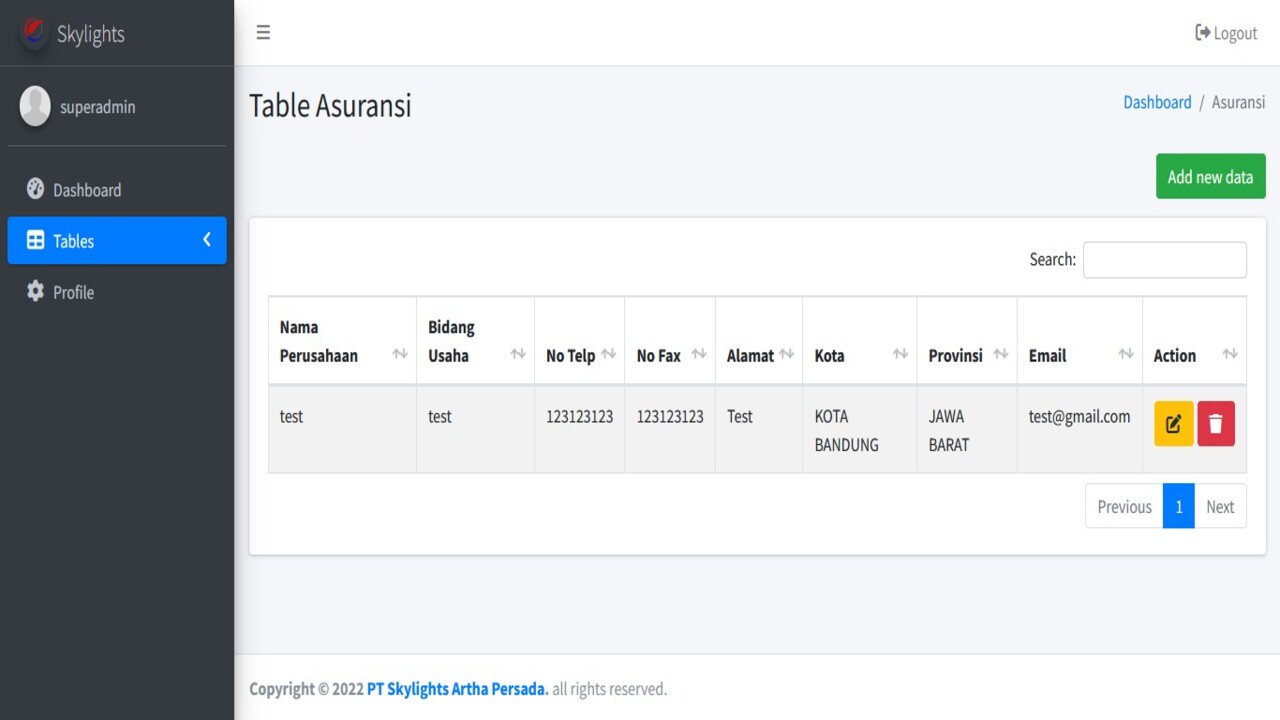 Skylights
Logout
superadmin
Dashboard
Tables
Profile
Table Asuransi
Dashboard / Asuransi
Add new data
Search:
Nama Perusahaan
Bidang Usaha
No Telp
No Fax
Alamat
Kota
Provinsi
Email
Action
test
test
123123123
123123123
Test
KOTA BANDUNG
JAWA BARAT
test@gmail.com
Previous 1 Next
Copyright © 2022 PT Skylights Artha Persada. all rights reserved.